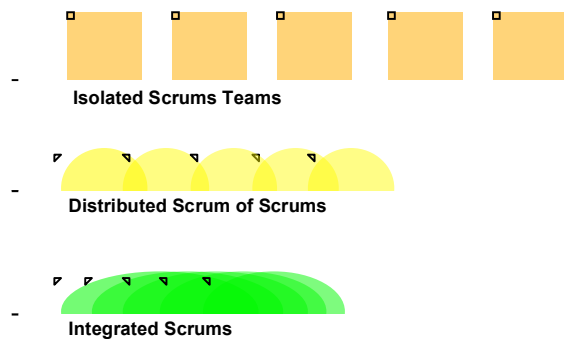 - Isolated Scrums Teams
- Distributed Scrum of Scrums
- Integrated Scrums